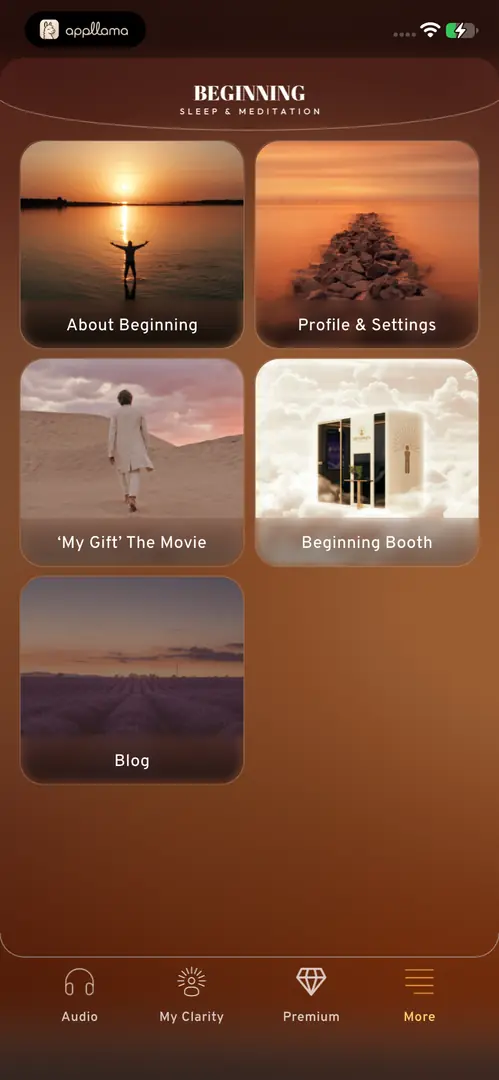 appllama
BEGINNING
SLEEP & MEDITATION
About Beginning
Profile & Settings
‘My Gift’ The Movie
Beginning Booth
Blog
Audio
My Clarity
Premium
More